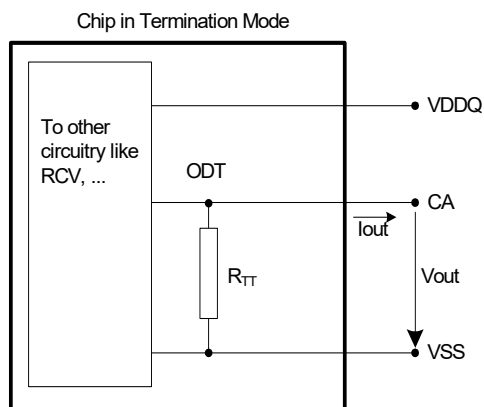 Chip in Termination Mode
VDDQ
To other
circuitry like
RCV, ...
ODT
CA
Iout
RTT
Vout
VSS